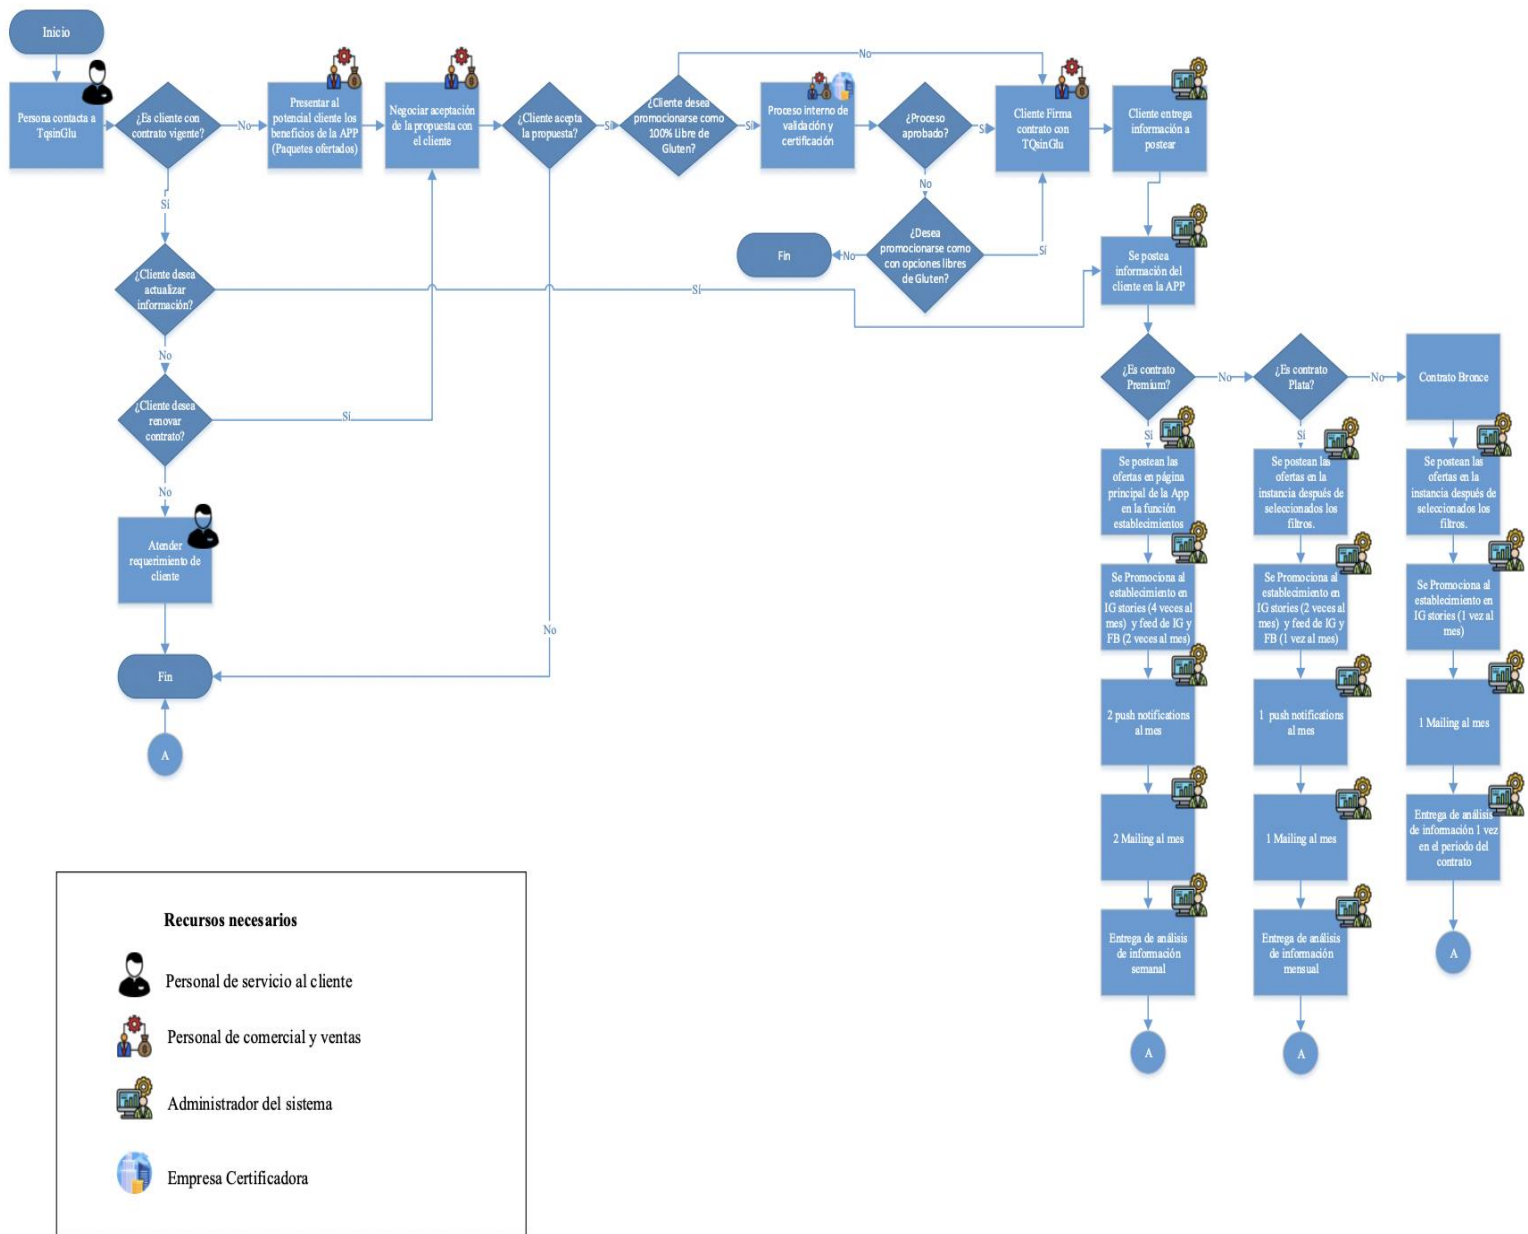 Inicio
Persona contacta a
TqsinGlu
¿Es cliente con
contrato vigente?
No
Presentar al
potencial cliente los
beneficios de la APP
(Paquetes ofertados)
Negociar aceptación
de la propuesta con
el cliente
¿Cliente acepta
la propuesta?
Sí
¿Cliente desea
promocionarse como
100% Libre de
Gluten?
No
Sí
Proceso interno de
validación y
certificación
¿Proceso
aprobado?
Sí
Cliente Firma
contrato con
TQsinGlu
Cliente entrega
información a
postear
No
¿Desea
promocionarse como
con opciones libres
de Gluten?
Sí
No
Fin
Se postea
información del
cliente en la APP
Sí
¿Cliente desea
actualizar
información?
Sí
No
¿Cliente desea
renovar
contrato?
Sí
No
Atender
requerimiento de
cliente
No
Fin
A
¿Es contrato
Premium?
No
¿Es contrato
Plata?
No
Contrato Bronce
Sí
Se postean las
ofertas en página
principal de la App
en la función
establecimientos
Se Promociona al
establecimiento en
IG stories (4 veces al
mes) y feed de IG y
FB (2 veces al mes)
2 push notifications
al mes
2 Mailing al mes
Entrega de análisis
de información
semanal
A
Sí
Se postean las
ofertas en la
instancia después de
seleccionados los
filtros.
Se Promociona al
establecimiento en
IG stories (2 veces al
mes) y feed de IG y
FB (1 vez al mes)
1 push notifications
al mes
1 Mailing al mes
Entrega de análisis
de información
mensual
A
Se postean las
ofertas en la
instancia después de
seleccionados los
filtros.
Se Promociona al
establecimiento en
IG stories (1 vez al
mes)
1 Mailing al mes
Entrega de análisis
de información 1 vez
en el periodo del
contrato
A
Recursos necesarios
Personal de servicio al cliente
Personal de comercial y ventas
Administrador del sistema
Empresa Certificadora